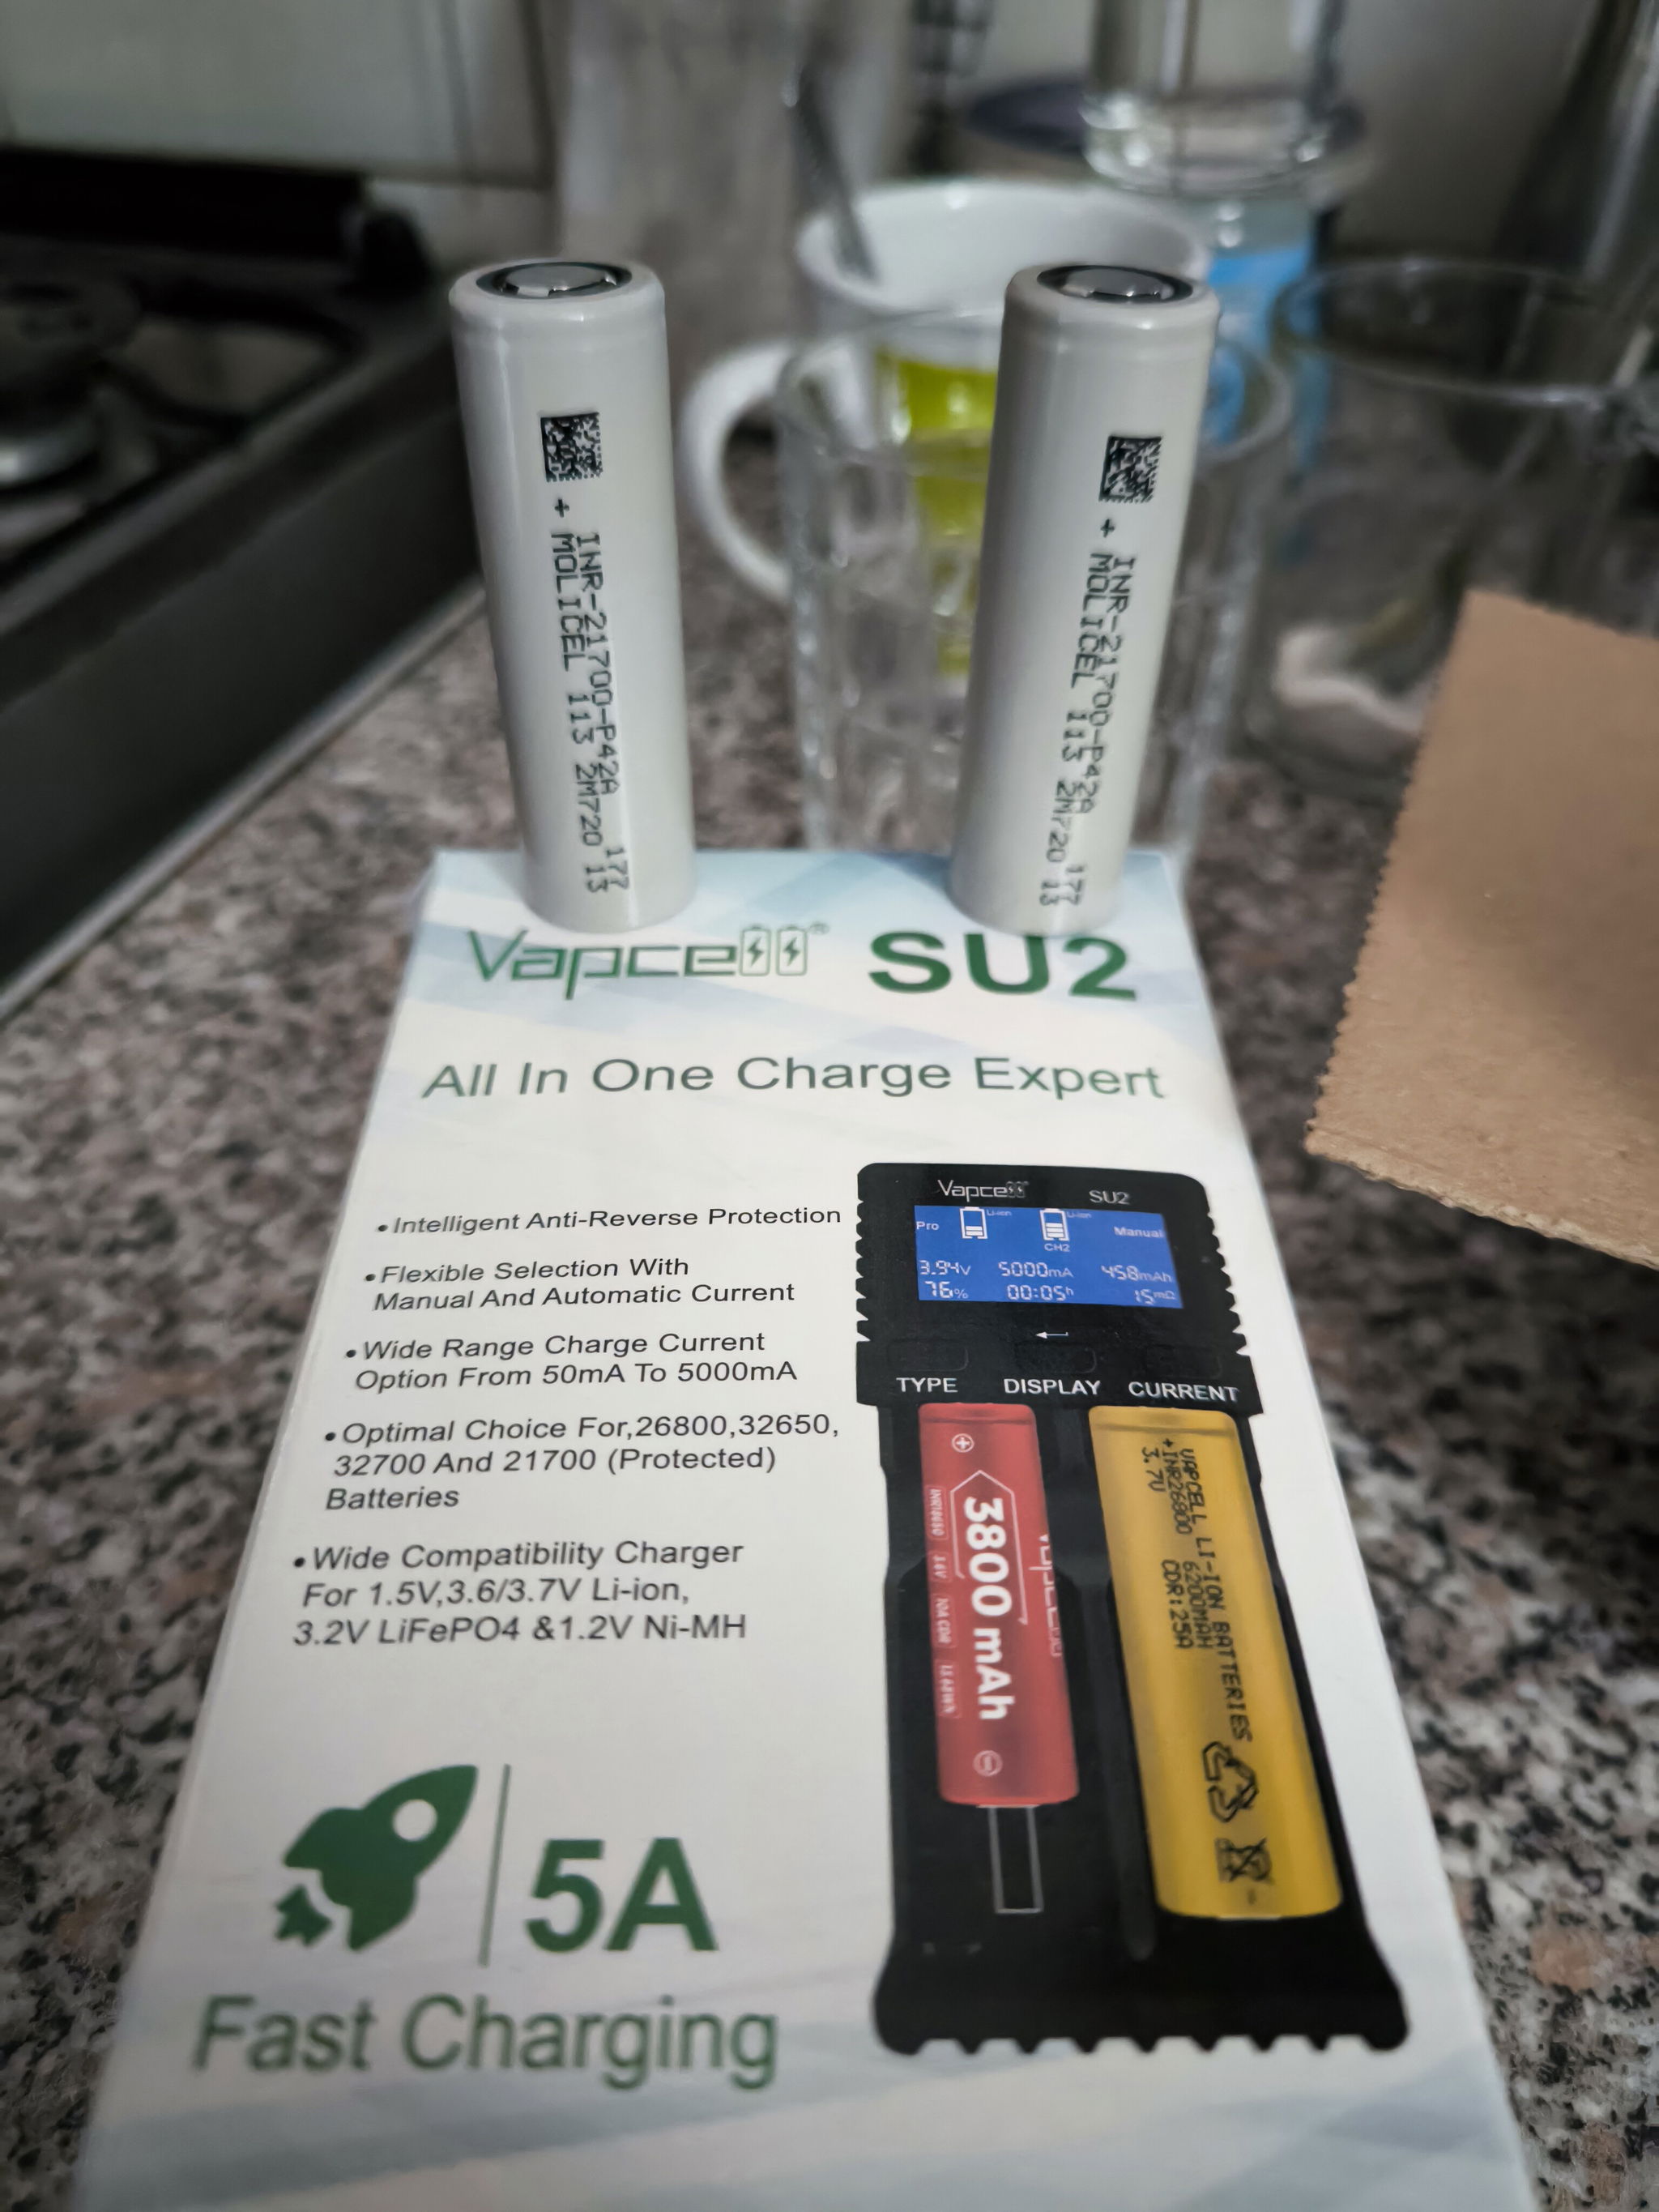 INR-21700-P42A 177
+ MOLICEL 113 2M720 13
INR-21700-P42A 177
+ MOLICEL 113 2M720 13
Vapcell® SU2
All In One Charge Expert
•Intelligent Anti-Reverse Protection
•Flexible Selection With
Manual And Automatic Current
•Wide Range Charge Current
Option From 50mA To 5000mA
•Optimal Choice For,26800,32650,
32700 And 21700 (Protected)
Batteries
•Wide Compatibility Charger
For 1.5V,3.6/3.7V Li-ion,
3.2V LiFePO4 &1.2V Ni-MH
5A
Fast Charging
Vapcell SU2
Li-ion Li-ion
Pro Manual
CH2
3.94V 5000mA 458mAh
76% 00:05h 15mΩ
TYPE DISPLAY CURRENT
Vapcell
3800 mAh
VAPCELL LI-ION BATTERIES
+INR26800 6200MAH
3.7V CDR:25A